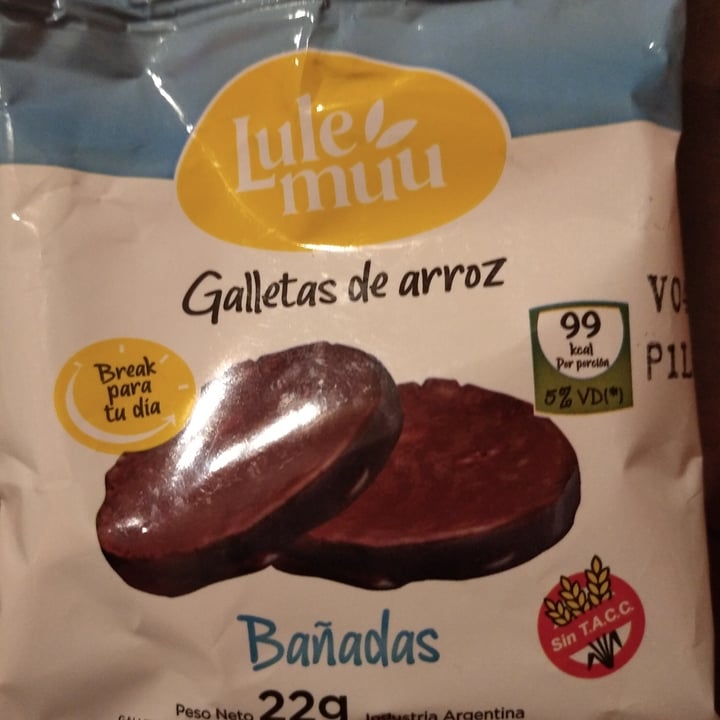 Lule
muu
Galletas de arroz
Break
para
tu día
99
kcal
Por porción
5% VD(*)
Bañadas
Sin T.A.C.C.
Peso Neto 22g Industria Argentina